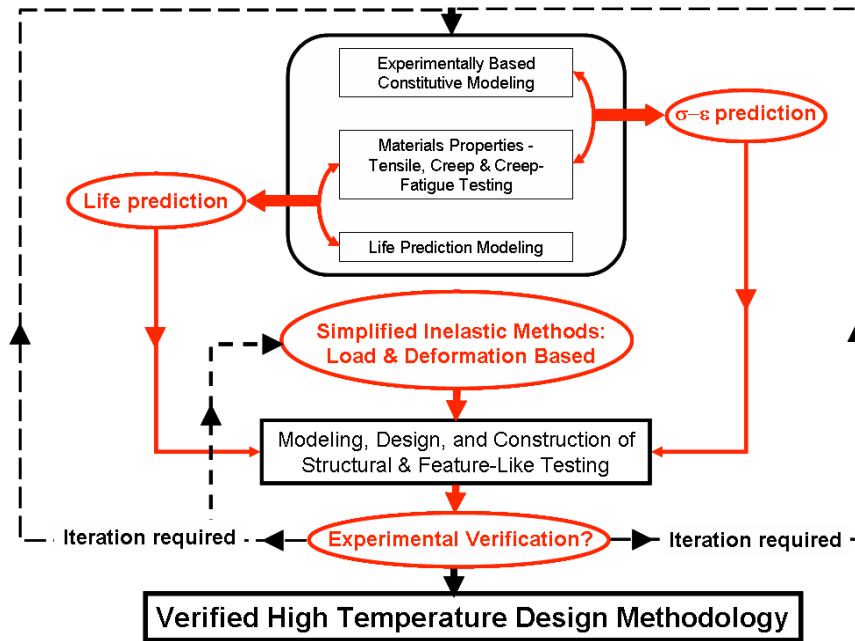 Experimentally Based
Constitutive Modeling
σ–ε prediction
Materials Properties -
Tensile, Creep & Creep-
Fatigue Testing
Life prediction
Life Prediction Modeling
Simplified Inelastic Methods:
Load & Deformation Based
Modeling, Design, and Construction of
Structural & Feature-Like Testing
Iteration required
Experimental Verification?
Iteration required
Verified High Temperature Design Methodology